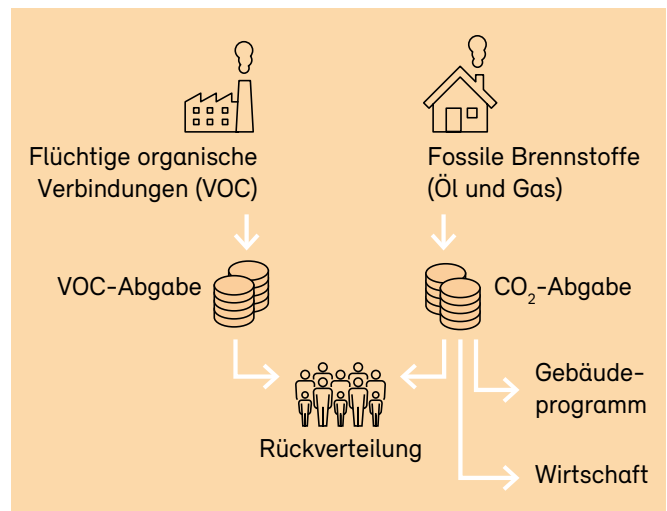 Flüchtige organische
Verbindungen (VOC)
Fossile Brennstoffe
(Öl und Gas)
VOC-Abgabe
CO₂-Abgabe
Rückverteilung
Gebäude-
programm
Wirtschaft